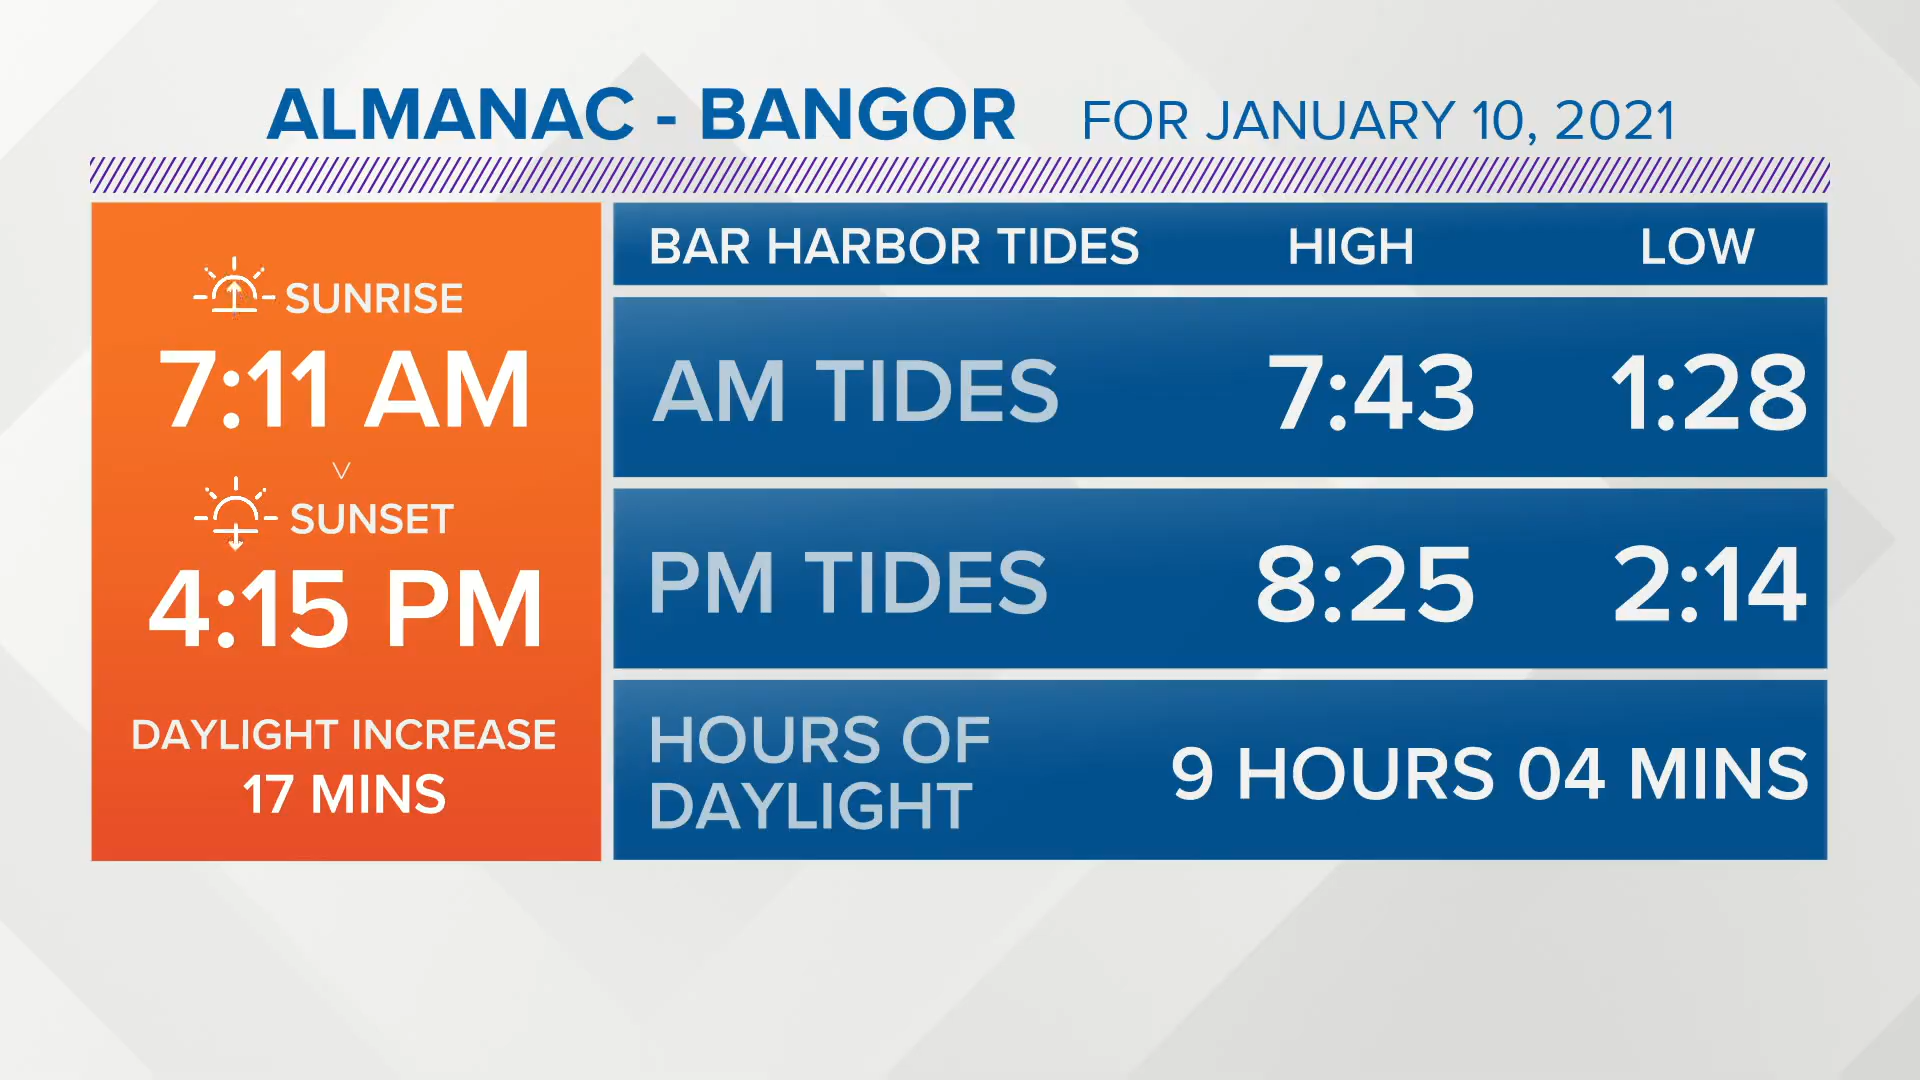 ALMANAC - BANGOR FOR JANUARY 10, 2021
SUNRISE
7:11 AM
SUNSET
4:15 PM
DAYLIGHT INCREASE
17 MINS
BAR HARBOR TIDES HIGH LOW
AM TIDES 7:43 1:28
PM TIDES 8:25 2:14
HOURS OF
DAYLIGHT
9 HOURS 04 MINS